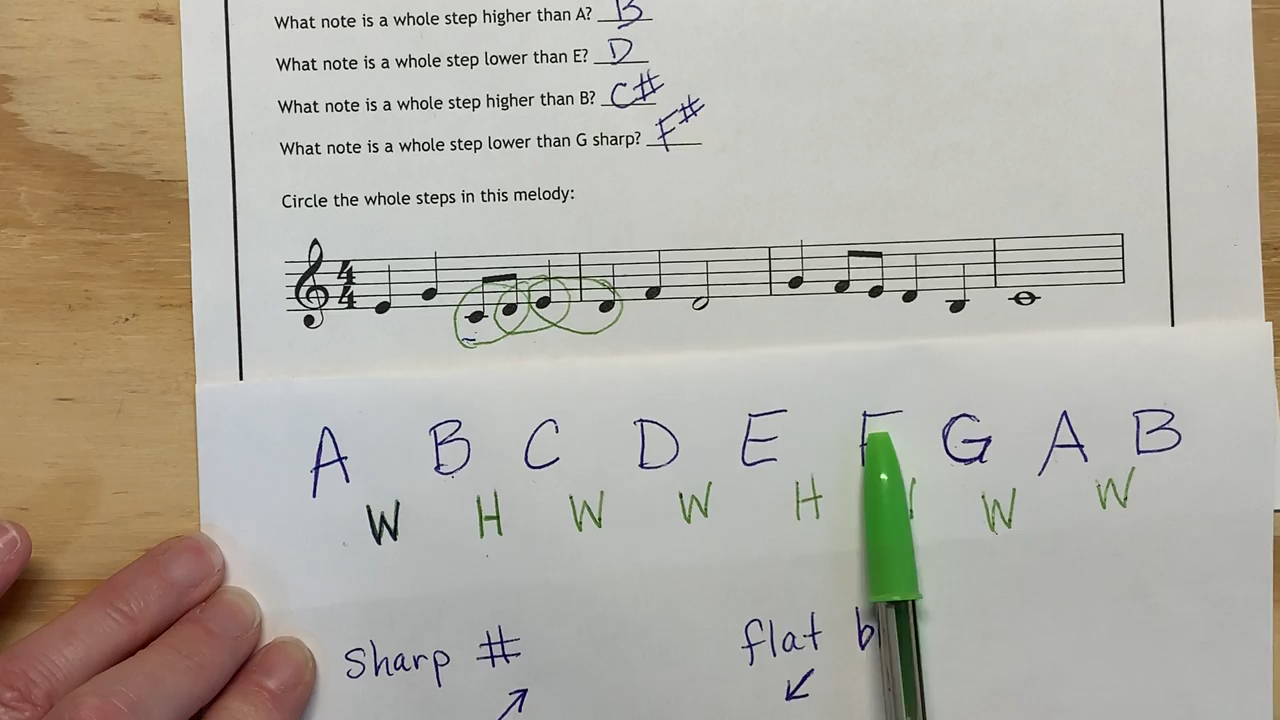 What note is a whole step higher than A? B
What note is a whole step lower than E? D
What note is a whole step higher than B? C#
What note is a whole step lower than G sharp? F#
Circle the whole steps in this melody:
4
4
A B C D E F G A B
W H W W H W W
sharp # flat b